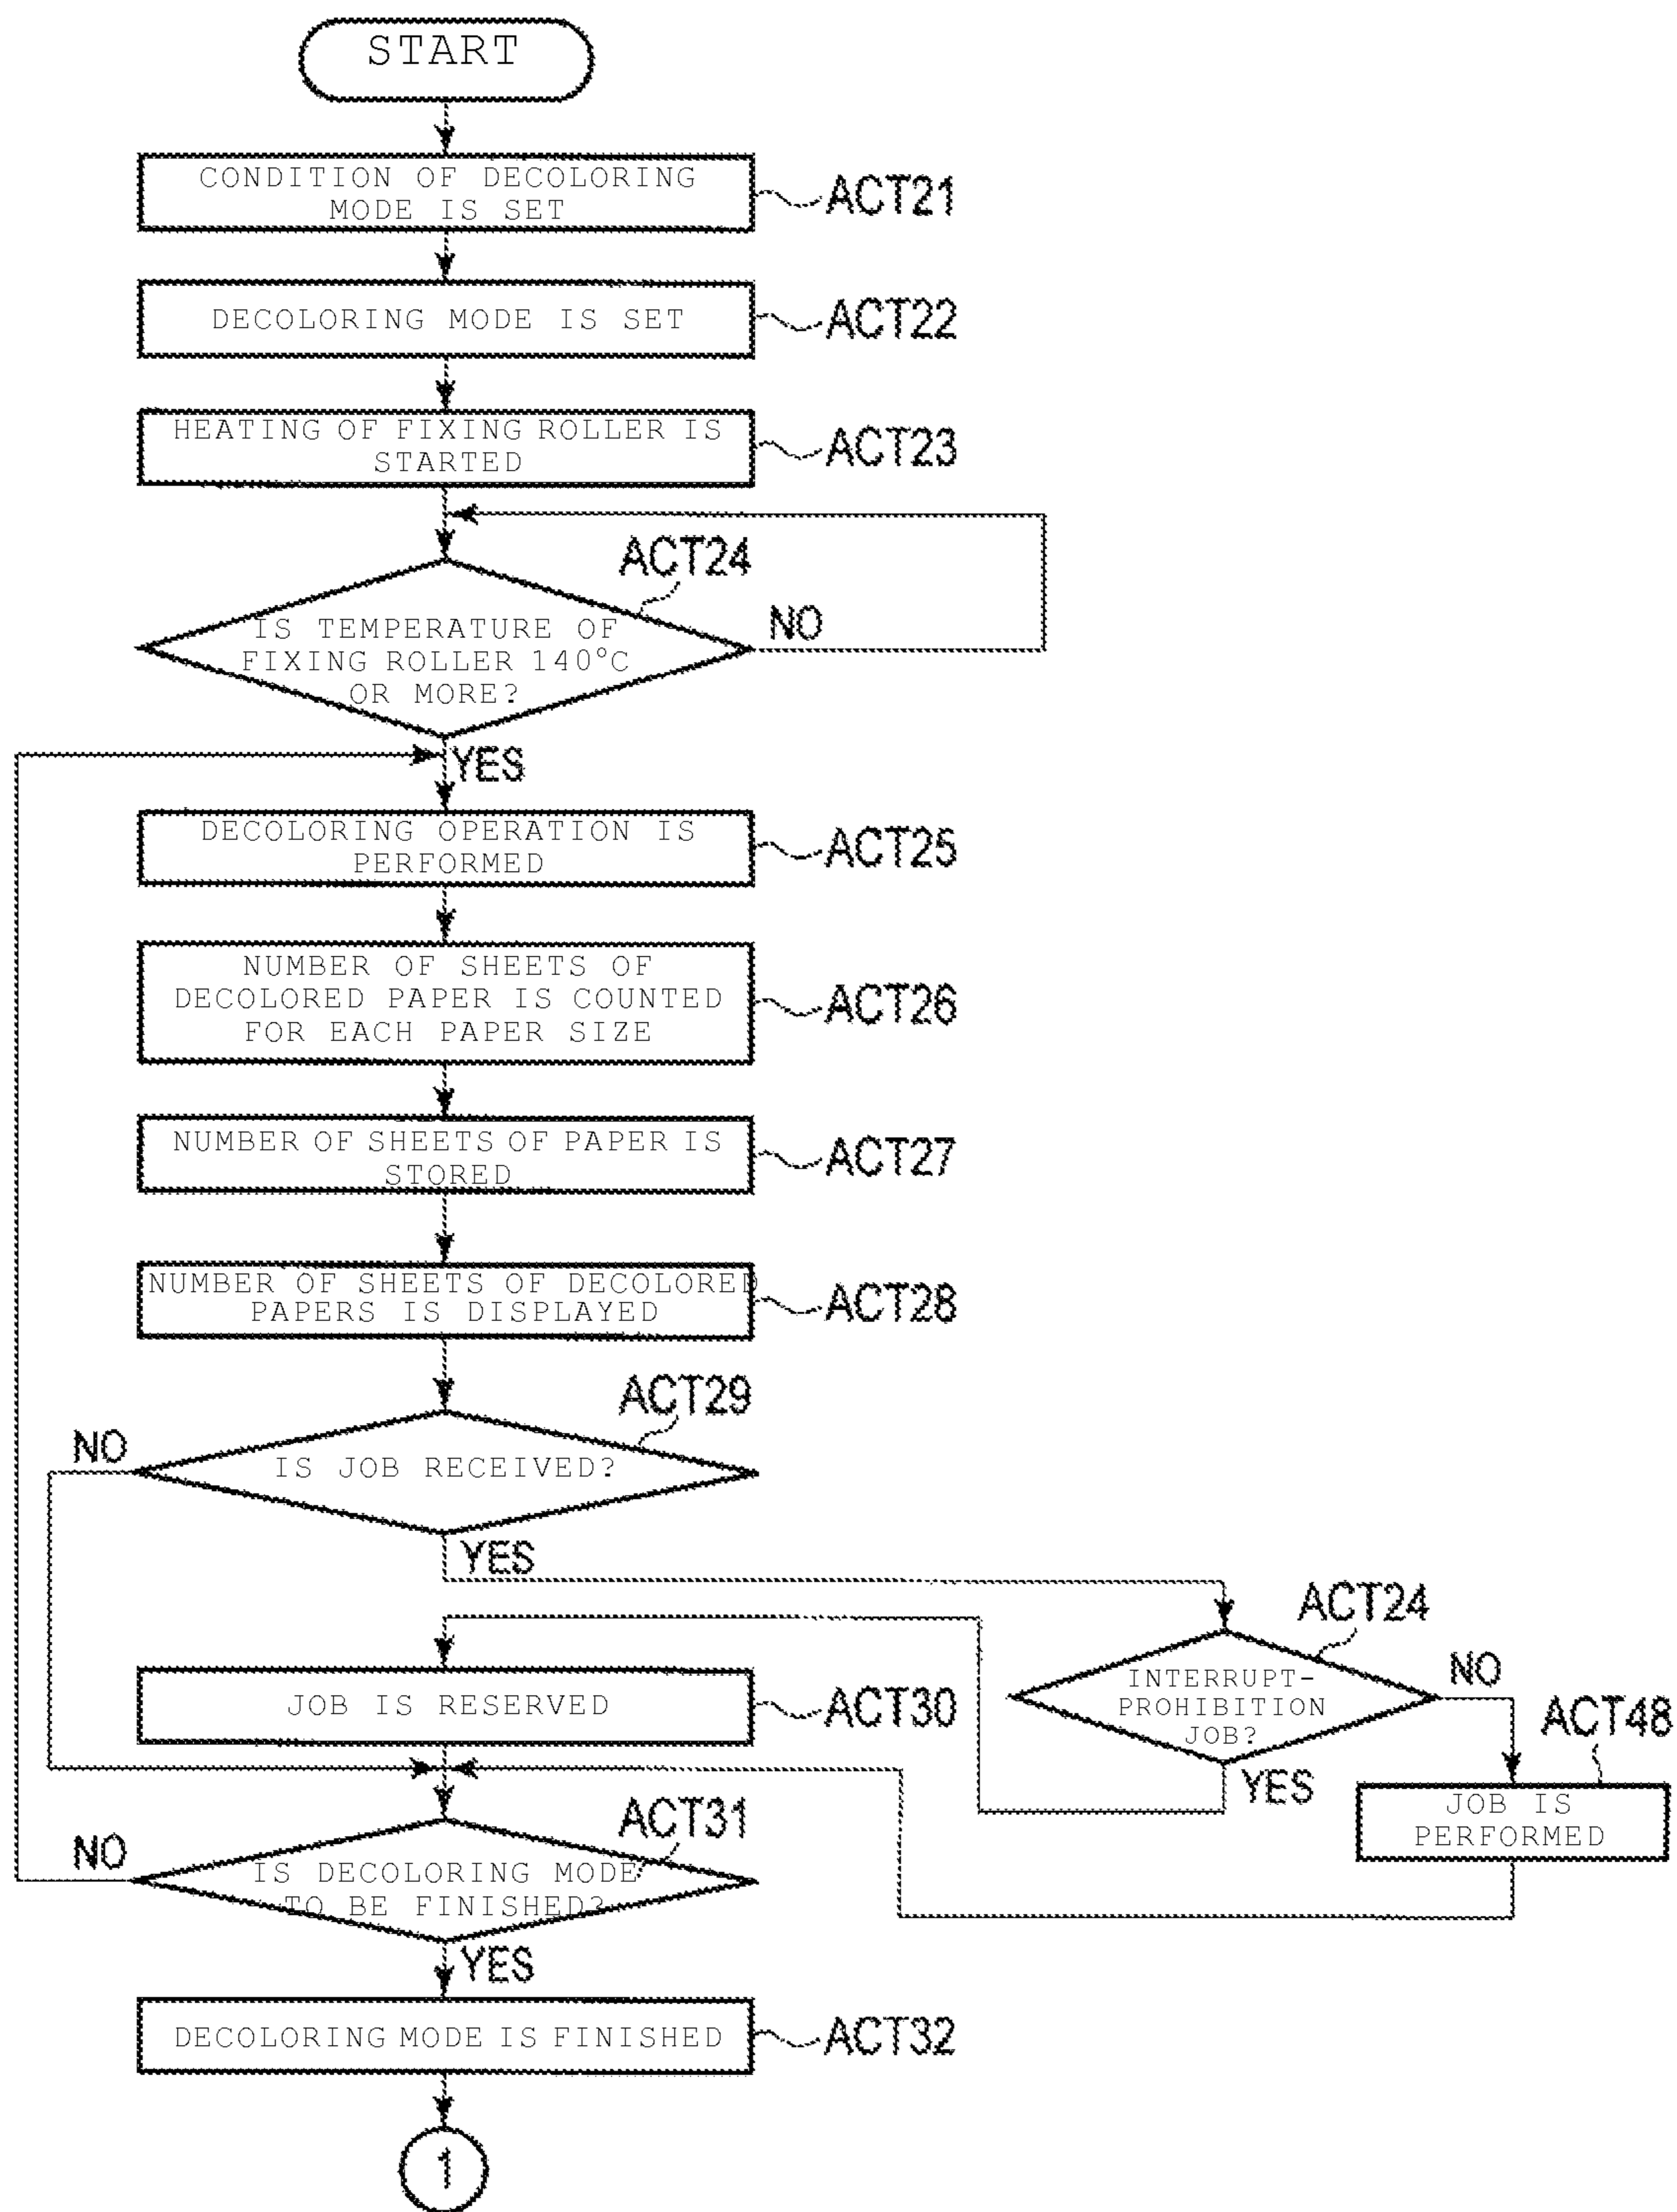 START
CONDITION OF DECOLORING
MODE IS SET
ACT21
DECOLORING MODE IS SET
ACT22
HEATING OF FIXING ROLLER IS
STARTED
ACT23
ACT24
IS TEMPERATURE OF
FIXING ROLLER 140°C
OR MORE?
NO
YES
DECOLORING OPERATION IS
PERFORMED
ACT25
NUMBER OF SHEETS OF
DECOLORED PAPER IS COUNTED
FOR EACH PAPER SIZE
ACT26
NUMBER OF SHEETS OF PAPER IS
STORED
ACT27
NUMBER OF SHEETS OF DECOLORED
PAPERS IS DISPLAYED
ACT28
ACT29
NO
IS JOB RECEIVED?
YES
ACT24
INTERRUPT-
PROHIBITION
JOB?
NO
YES
ACT48
JOB IS
PERFORMED
JOB IS RESERVED
ACT30
ACT31
NO
IS DECOLORING MODE
TO BE FINISHED?
YES
DECOLORING MODE IS FINISHED
ACT32
1